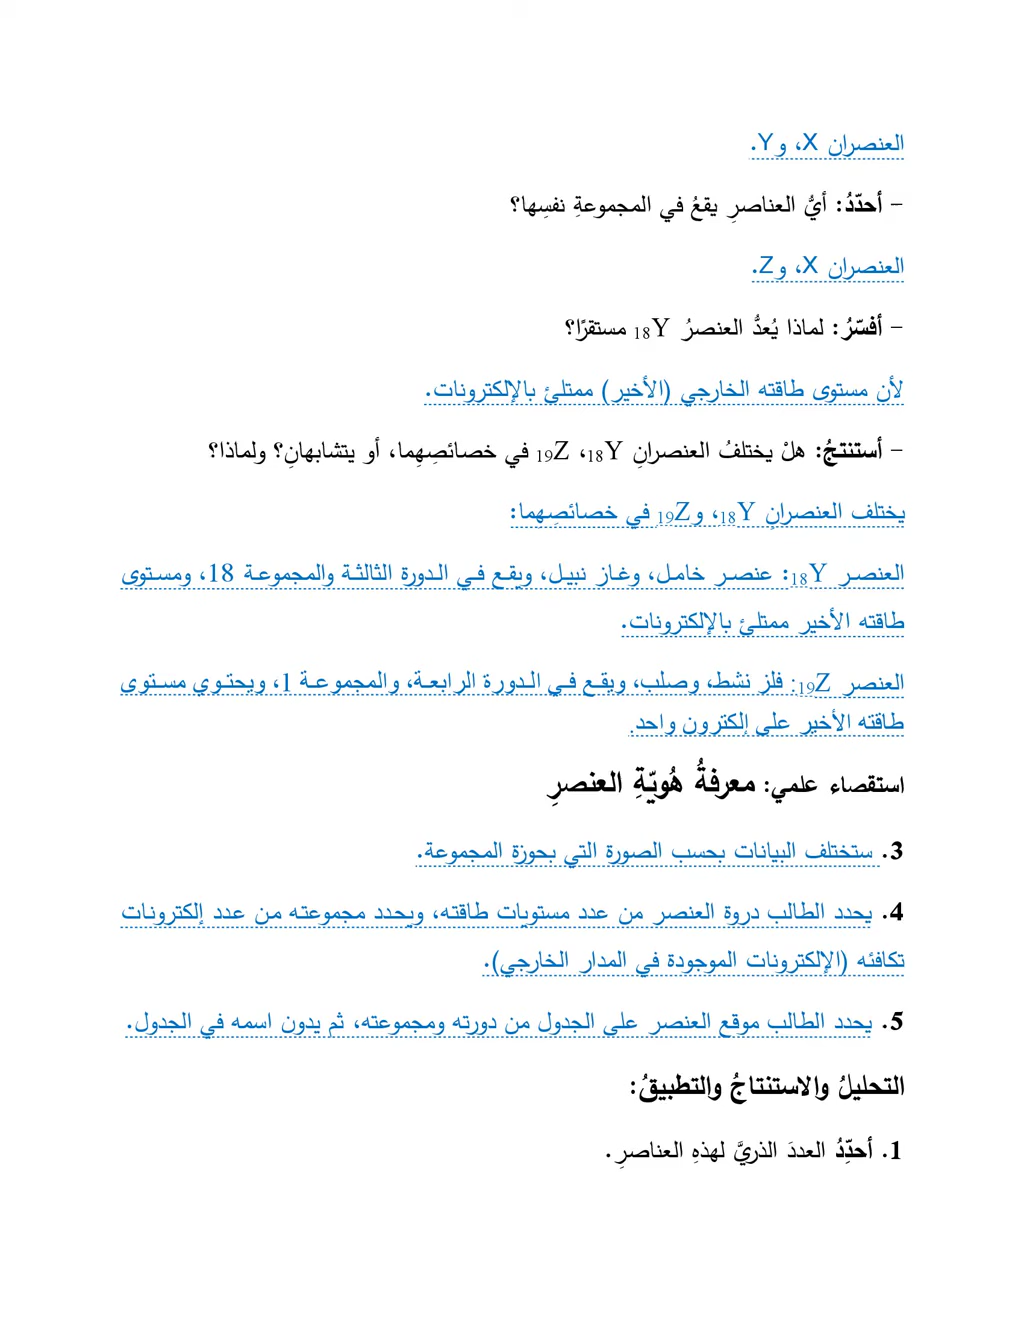 العنصران X، وY.
- أحدّدُ: أيُّ العناصرِ يقعُ في المجموعةِ نفسِها؟
العنصران X، وZ.
- أفسّرُ: لماذا يُعدُّ العنصرُ 18Y مستقرًا؟
لأن مستوى طاقته الخارجي (الأخير) ممتلئ بالإلكترونات.
- أستنتجُ: هلْ يختلفُ العنصرانِ 18Y، 19Z في خصائصِهِما، أو يتشابهانِ؟ ولماذا؟
يختلف العنصرانِ 18Y، و19Z في خصائصِهِما:
العنصر 18Y: عنصر خامل، وغاز نبيل، ويقع في الدورة الثالثة والمجموعة 18، ومستوى
طاقته الأخير ممتلئ بالإلكترونات.
العنصر 19Z: فلز نشط، وصلب، ويقع في الدورة الرابعة، والمجموعة 1، ويحتوي مستوى
طاقته الأخير على إلكترون واحد.
استقصاء علمي: معرفةُ هُويّةِ العنصرِ
3. ستختلف البيانات بحسب الصورة التي بحوزة المجموعة.
4. يحدد الطالب دروة العنصر من عدد مستويات طاقته، ويحدد مجموعته من عدد إلكترونات
تكافئه (الإلكترونات الموجودة في المدار الخارجي).
5. يحدد الطالب موقع العنصر على الجدول من دورته ومجموعته، ثم يدون اسمه في الجدول.
التحليلُ والاستنتاجُ والتطبيقُ:
1. أحدِّدُ العددَ الذريَّ لهذهِ العناصرِ.